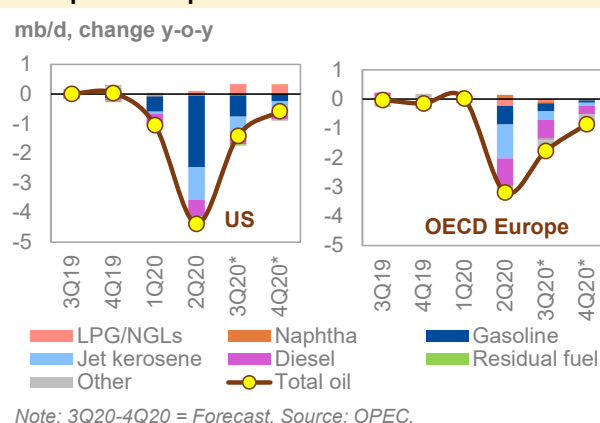 mb/d, change y-o-y
1
0
-1
-2
-3
-4
-5
US
3Q19
4Q19
1Q20
2Q20
3Q20*
4Q20*
1
0
-1
-2
-3
-4
-5
OECD Europe
3Q19
4Q19
1Q20
2Q20
3Q20*
4Q20*
LPG/NGLs
Naphtha
Gasoline
Jet kerosene
Diesel
Residual fuel
Other
Total oil
Note: 3Q20-4Q20 = Forecast. Source: OPEC.